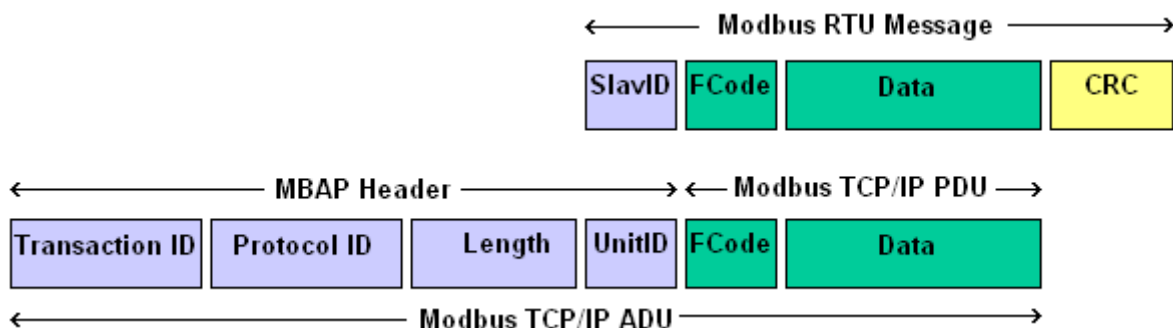 Modbus RTU Message
SlavID FCode Data CRC
MBAP Header Modbus TCP/IP PDU
Transaction ID Protocol ID Length UnitID FCode Data
Modbus TCP/IP ADU